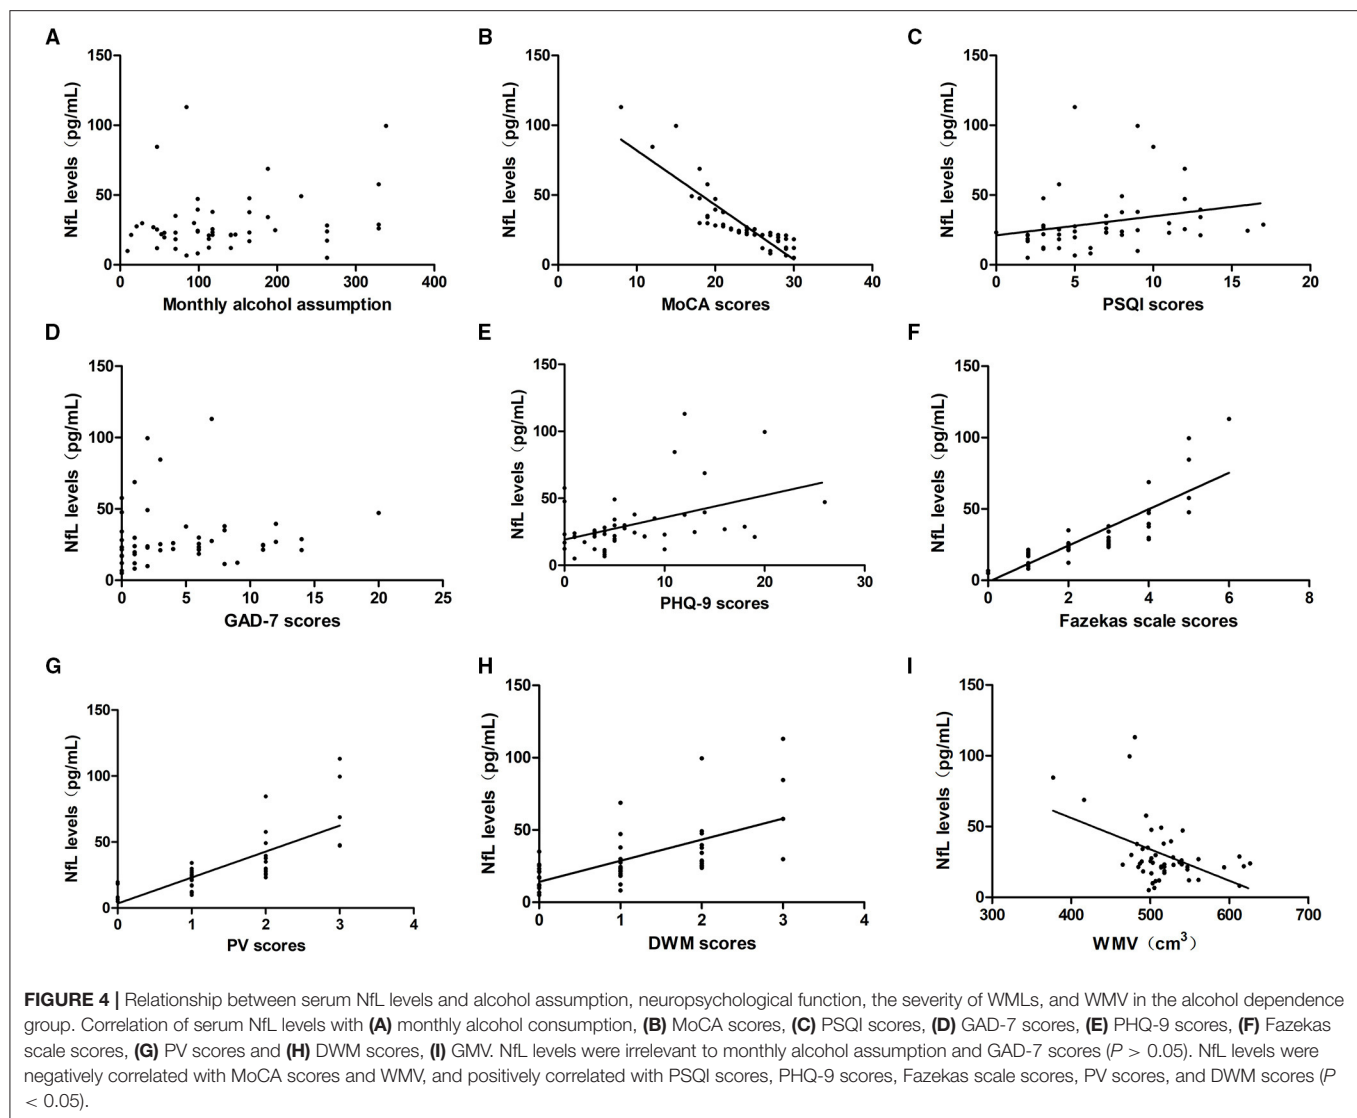 A
B
C
150
100
50
0
NfL levels（pg/mL）
0 100 200 300 400
Monthly alcohol assumption
150
100
50
0
NfL levels（pg/mL）
0 10 20 30 40
MoCA scores
150
100
50
0
NfL levels（pg/mL）
0 5 10 15 20
PSQI scores
D
E
F
150
100
50
0
NfL levels（pg/mL）
0 5 10 15 20 25
GAD-7 scores
150
100
50
0
NfL levels（pg/mL）
0 10 20 30
PHQ-9 scores
150
100
50
0
NfL levels（pg/mL）
0 2 4 6 8
Fazekas scale scores
G
H
I
150
100
50
0
NfL levels（pg/mL）
0 1 2 3 4
PV scores
150
100
50
0
NfL levels（pg/mL）
0 1 2 3 4
DWM scores
150
100
50
0
NfL levels（pg/mL）
300 400 500 600 700
WMV（cm³）
FIGURE 4 | Relationship between serum NfL levels and alcohol assumption, neuropsychological function, the severity of WMLs, and WMV in the alcohol dependence
group. Correlation of serum NfL levels with (A) monthly alcohol consumption, (B) MoCA scores, (C) PSQI scores, (D) GAD-7 scores, (E) PHQ-9 scores, (F) Fazekas
scale scores, (G) PV scores and (H) DWM scores, (I) GMV. NfL levels were irrelevant to monthly alcohol assumption and GAD-7 scores (P > 0.05). NfL levels were
negatively correlated with MoCA scores and WMV, and positively correlated with PSQI scores, PHQ-9 scores, Fazekas scale scores, PV scores, and DWM scores (P
< 0.05).